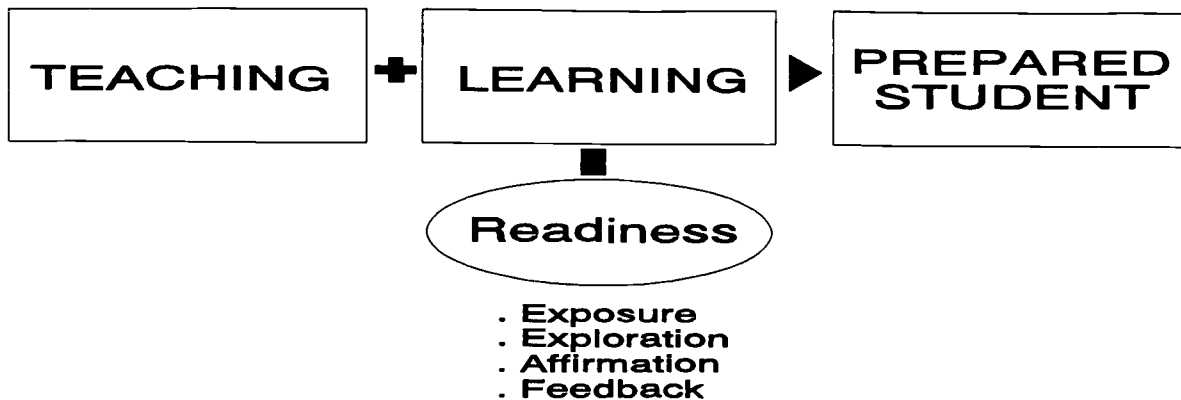 TEACHING + LEARNING PREPARED
STUDENT
Readiness
. Exposure
. Exploration
. Affirmation
. Feedback